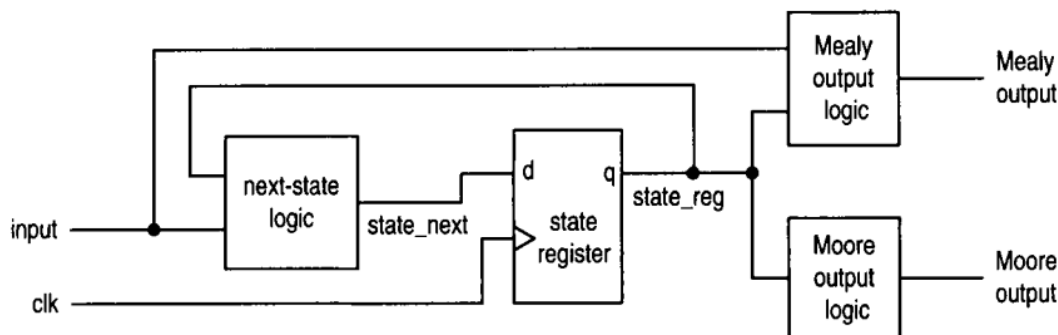 Mealy
output
logic
Mealy
output
next-state
logic
d
q
state
register
state_next
state_reg
input
clk
Moore
output
logic
Moore
output